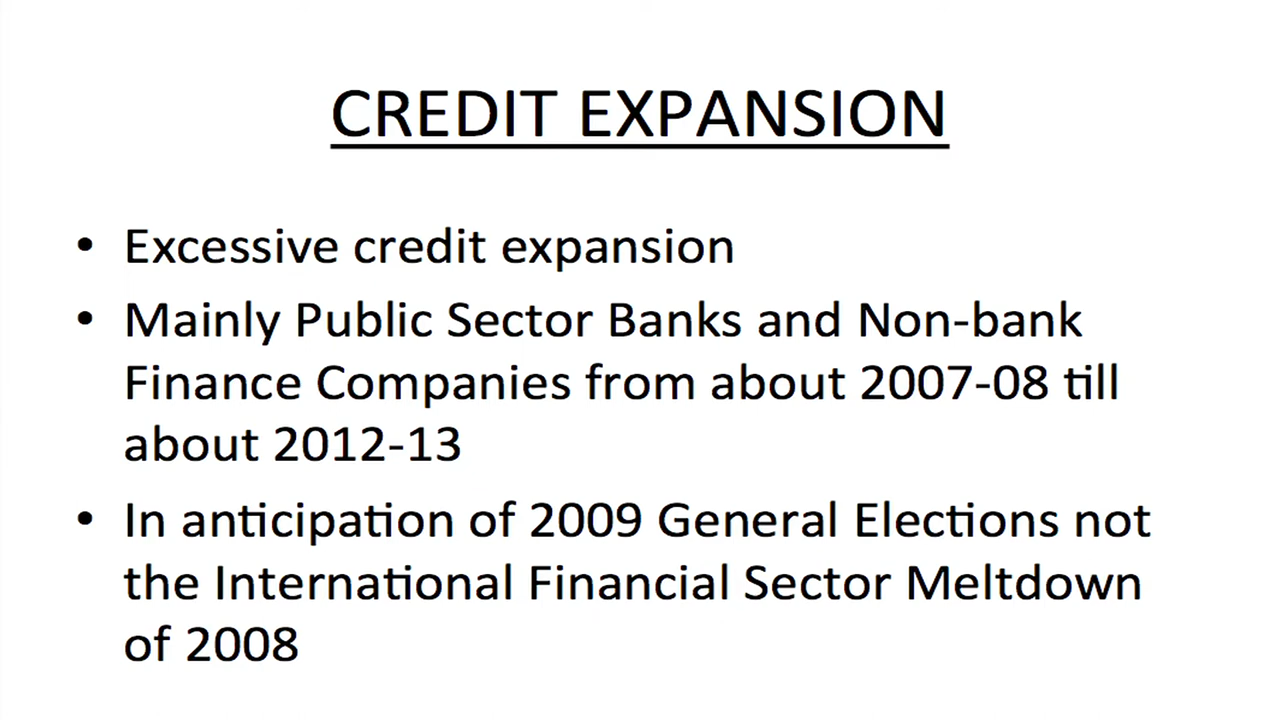 CREDIT EXPANSION
• Excessive credit expansion
• Mainly Public Sector Banks and Non-bank
Finance Companies from about 2007-08 till
about 2012-13
• In anticipation of 2009 General Elections not
the International Financial Sector Meltdown
of 2008